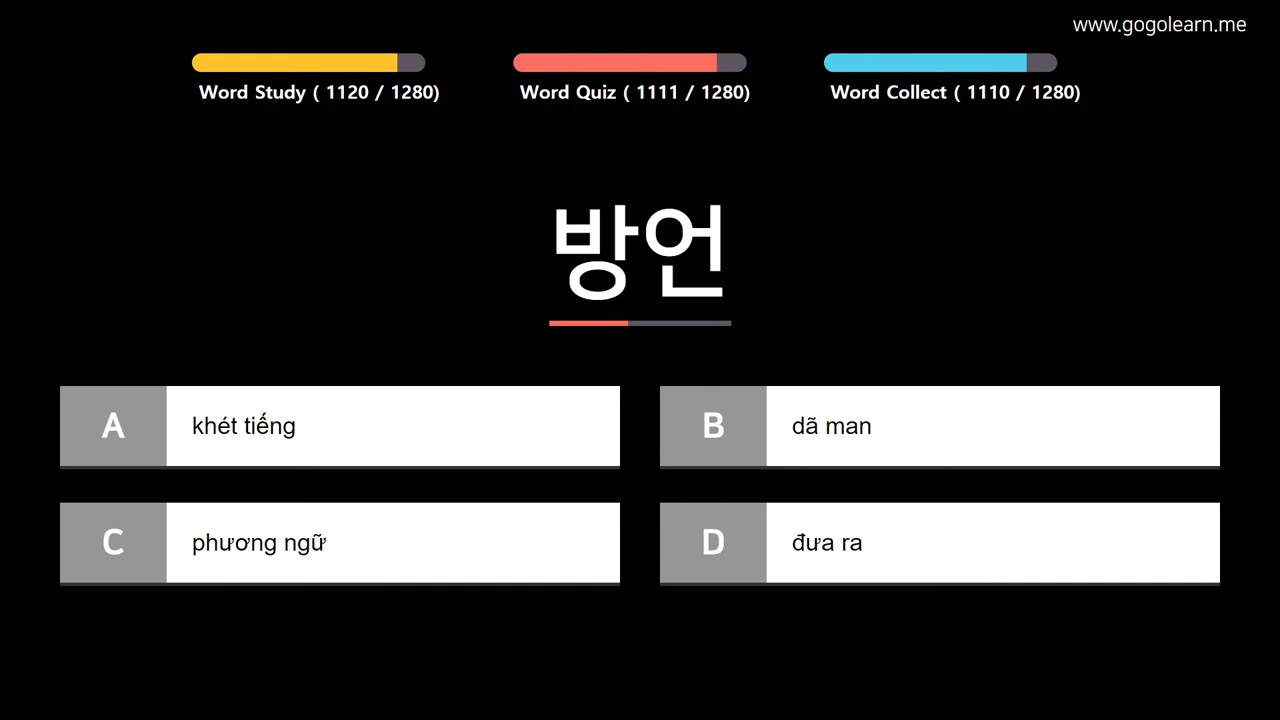 www.gogolearn.me
Word Study ( 1120 / 1280)
Word Quiz ( 1111 / 1280)
Word Collect ( 1110 / 1280)
방언
A
khét tiếng
B
dã man
C
phương ngữ
D
đưa ra